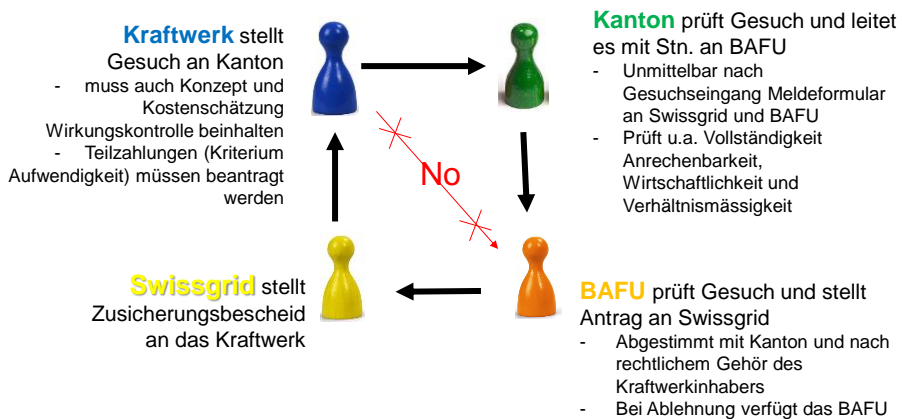 Kraftwerk stellt
Gesuch an Kanton
- muss auch Konzept und
Kostenschätzung
Wirkungskontrolle beinhalten
- Teilzahlungen (Kriterium
Aufwendigkeit) müssen beantragt
werden
Kanton prüft Gesuch und leitet
es mit Stn. an BAFU
- Unmittelbar nach
Gesuchseingang Meldeformular
an Swissgrid und BAFU
- Prüft u.a. Vollständigkeit
Anrechenbarkeit,
Wirtschaftlichkeit und
Verhältnismässigkeit
No
Swissgrid stellt
Zusicherungsbescheid
an das Kraftwerk
BAFU prüft Gesuch und stellt
Antrag an Swissgrid
- Abgestimmt mit Kanton und nach
rechtlichem Gehör des
Kraftwerkinhabers
- Bei Ablehnung verfügt das BAFU